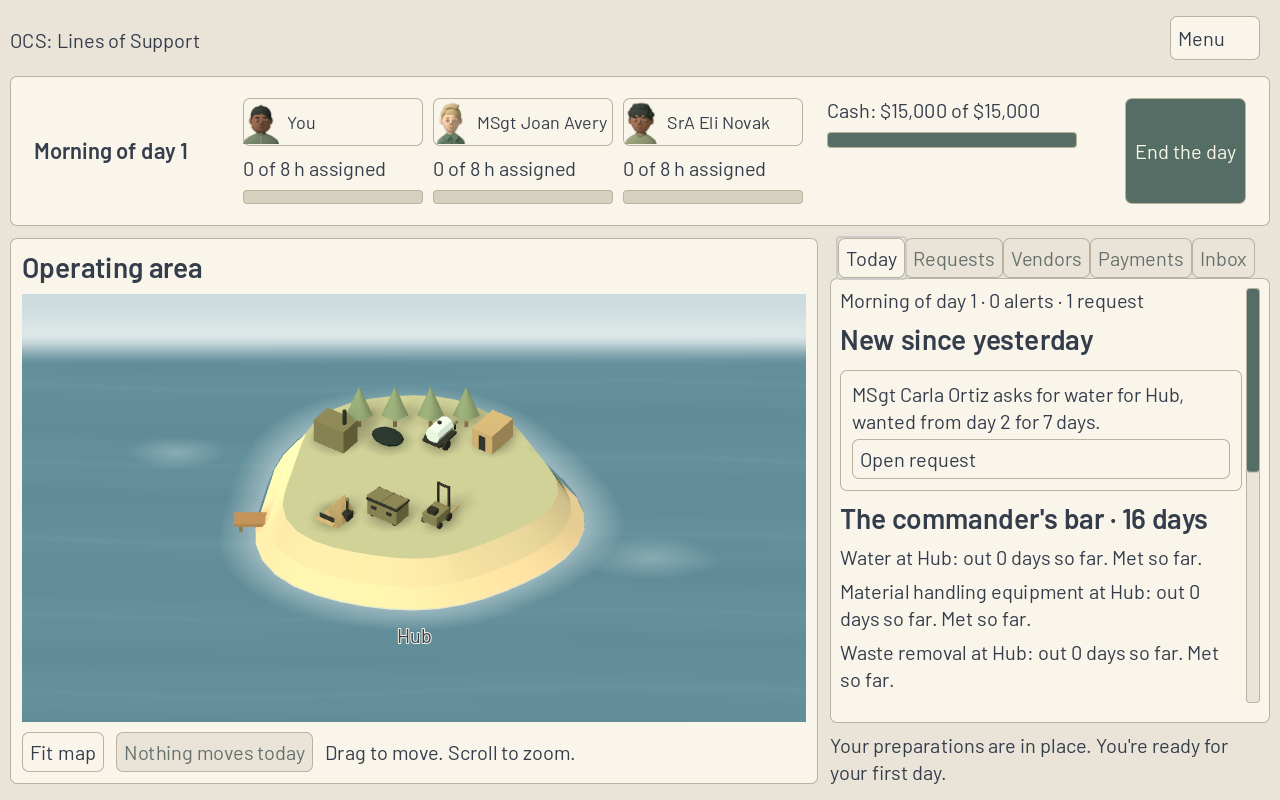 OCS: Lines of Support
Menu
Morning of day 1
You
0 of 8 h assigned
MSgt Joan Avery
0 of 8 h assigned
SrA Eli Novak
0 of 8 h assigned
Cash: $15,000 of $15,000
End the day
Operating area
Hub
Fit map
Nothing moves today
Drag to move. Scroll to zoom.
Today
Requests
Vendors
Payments
Inbox
Morning of day 1 · 0 alerts · 1 request
New since yesterday
MSgt Carla Ortiz asks for water for Hub,
wanted from day 2 for 7 days.
Open request
The commander's bar · 16 days
Water at Hub: out 0 days so far. Met so far.
Material handling equipment at Hub: out 0
days so far. Met so far.
Waste removal at Hub: out 0 days so far. Met
so far.
Your preparations are in place. You're ready for
your first day.